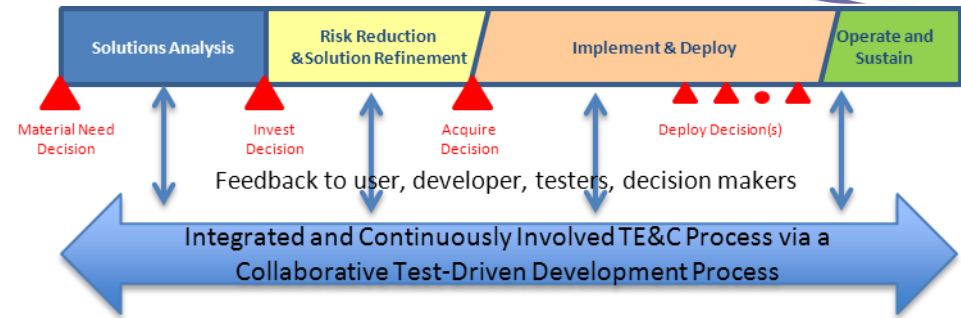 Solutions Analysis
Risk Reduction
&Solution Refinement
Implement & Deploy
Operate and
Sustain
Material Need
Decision
Invest
Decision
Acquire
Decision
Deploy Decision(s)
Feedback to user, developer, testers, decision makers
Integrated and Continuously Involved TE&C Process via a
Collaborative Test-Driven Development Process